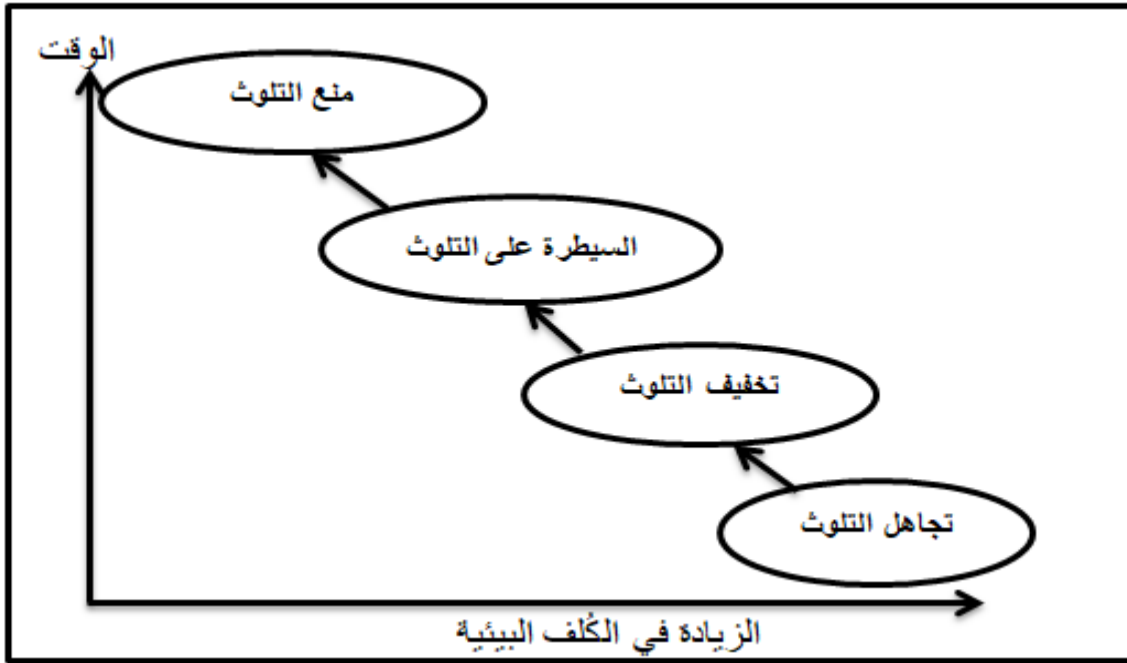 الوقت
منع التلوث
السيطرة على التلوث
تخفيف التلوث
تجاهل التلوث
الزيادة في الكُلف البيئية